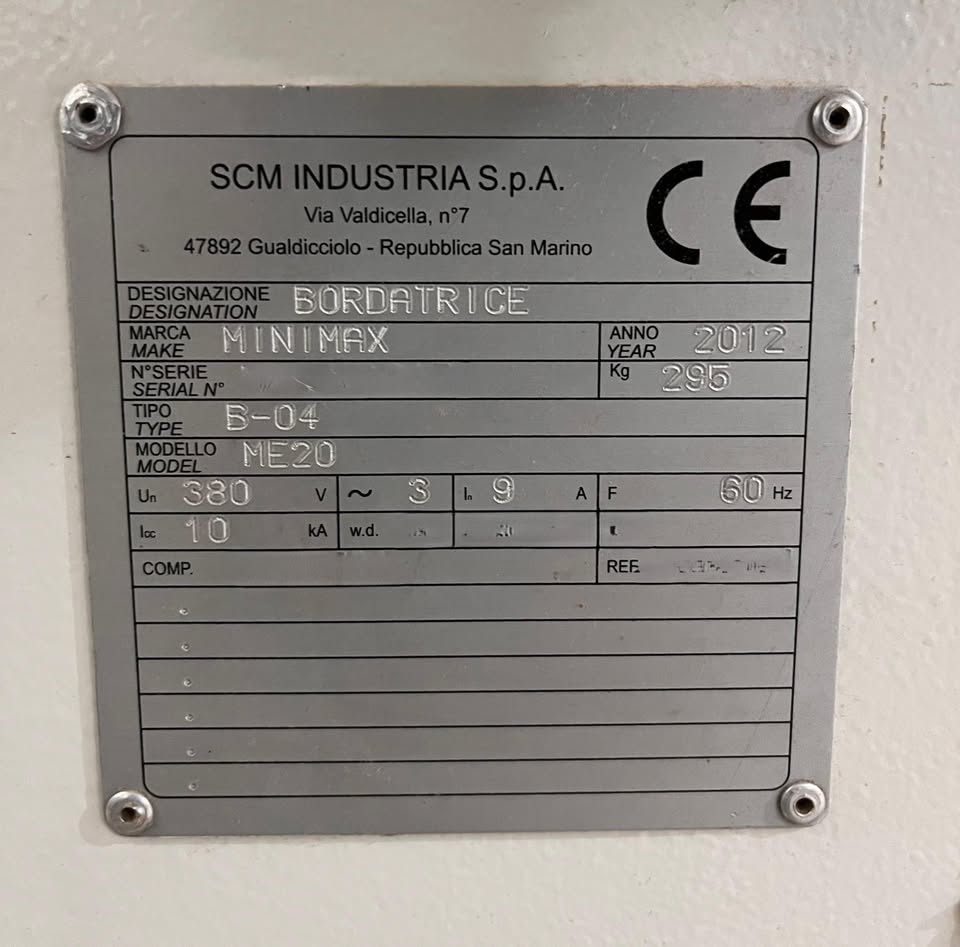 SCM INDUSTRIA S.p.A.
Via Valdicella, n°7
47892 Gualdicciolo - Repubblica San Marino
CE
DESIGNAZIONE BORDATRICE
DESIGNATION
MARCA MINIMAX ANNO 2012
MAKE YEAR
N°SERIE Kg 295
SERIAL N°
TIPO B-04
TYPE
MODELLO ME20
MODEL
Un 380 V ~ 3 In 9 A F 60 Hz
Icc 10 kA w.d.
COMP. REF.